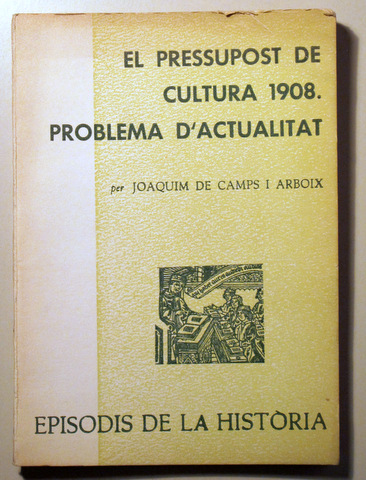 EL PRESSUPOST DE
CULTURA 1908.
PROBLEMA D'ACTUALITAT
per JOAQUIM DE CAMPS I ARBOIX
EPISODIS DE LA HISTÒRIA